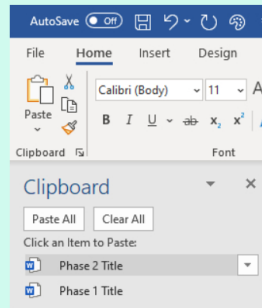 AutoSave Off
File Home Insert Design
Paste
Calibri (Body) 11 A
B I U ab x₂ x² A
Clipboard Font
Clipboard
Paste All Clear All
Click an Item to Paste:
Phase 2 Title
Phase 1 Title